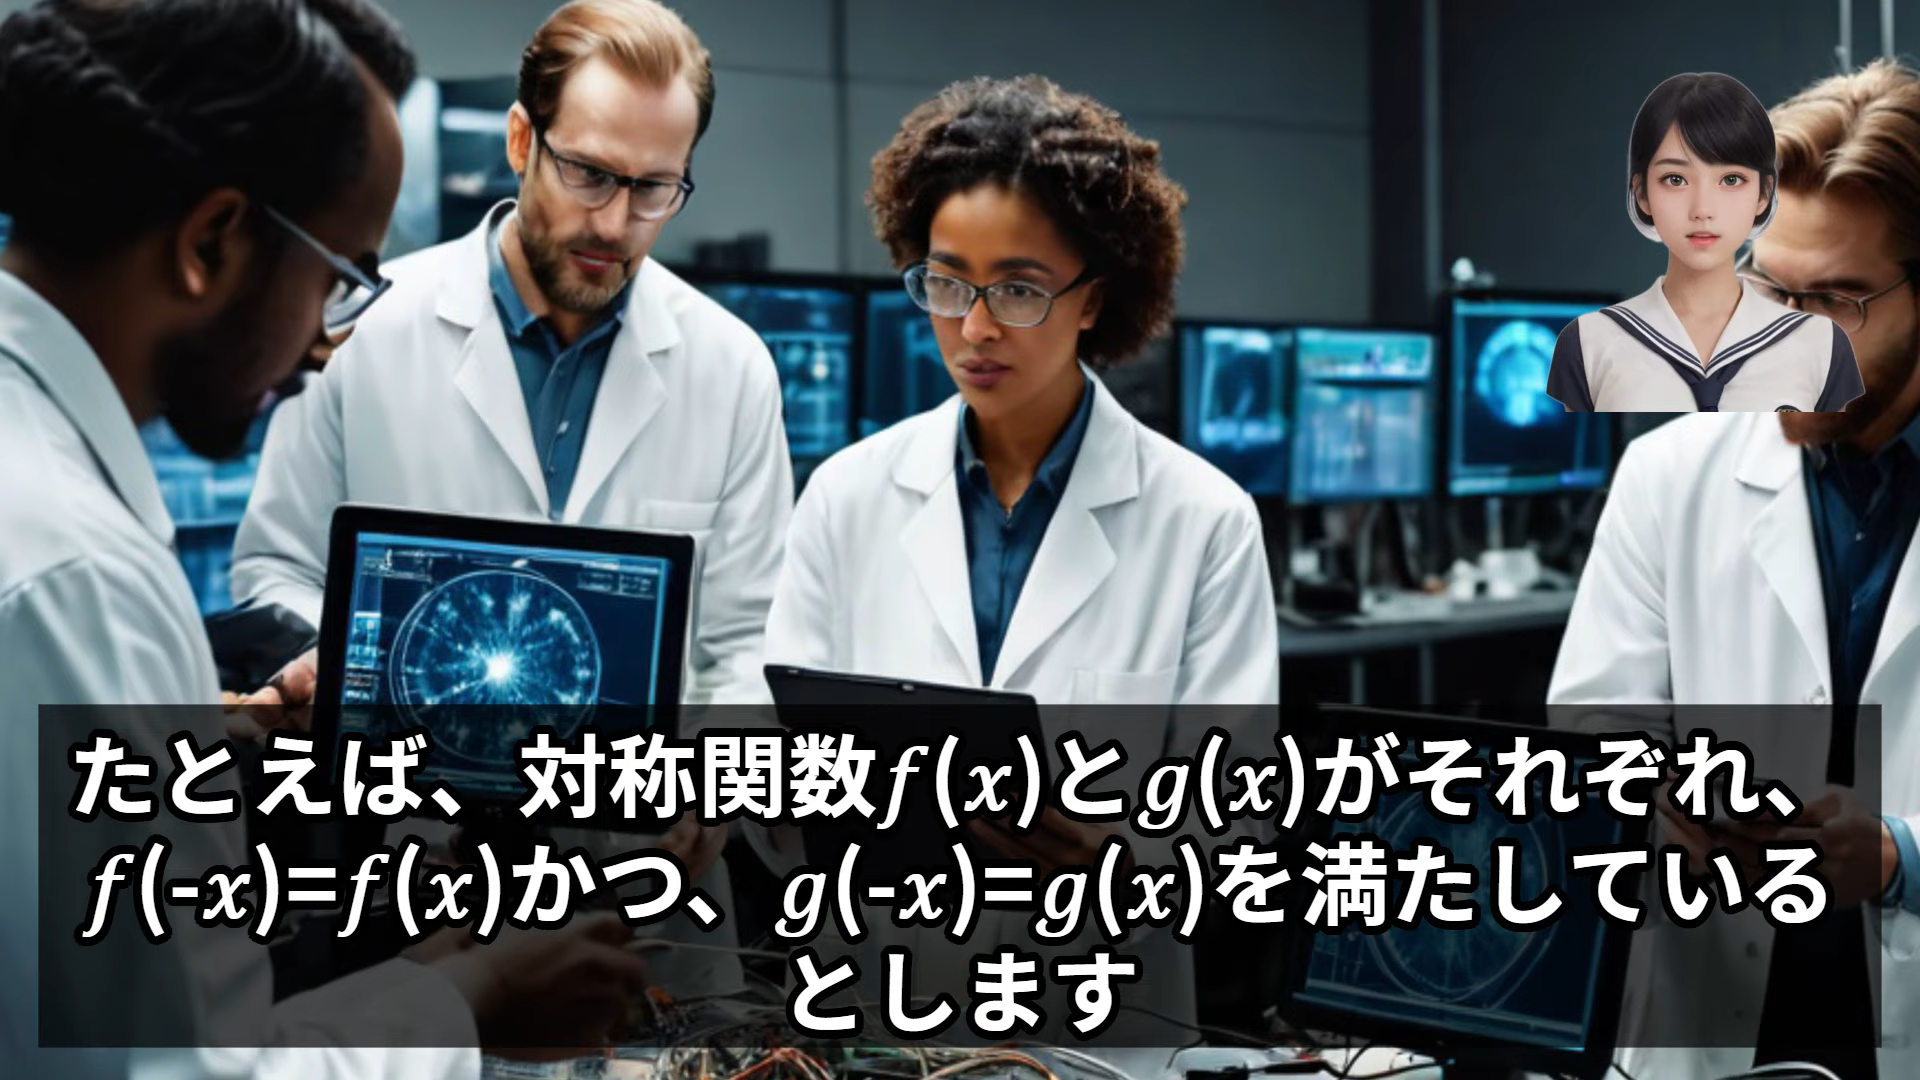 たとえば、対称関数f(x)とg(x)がそれぞれ、
f(-x)=f(x)かつ、g(-x)=g(x)を満たしている
とします